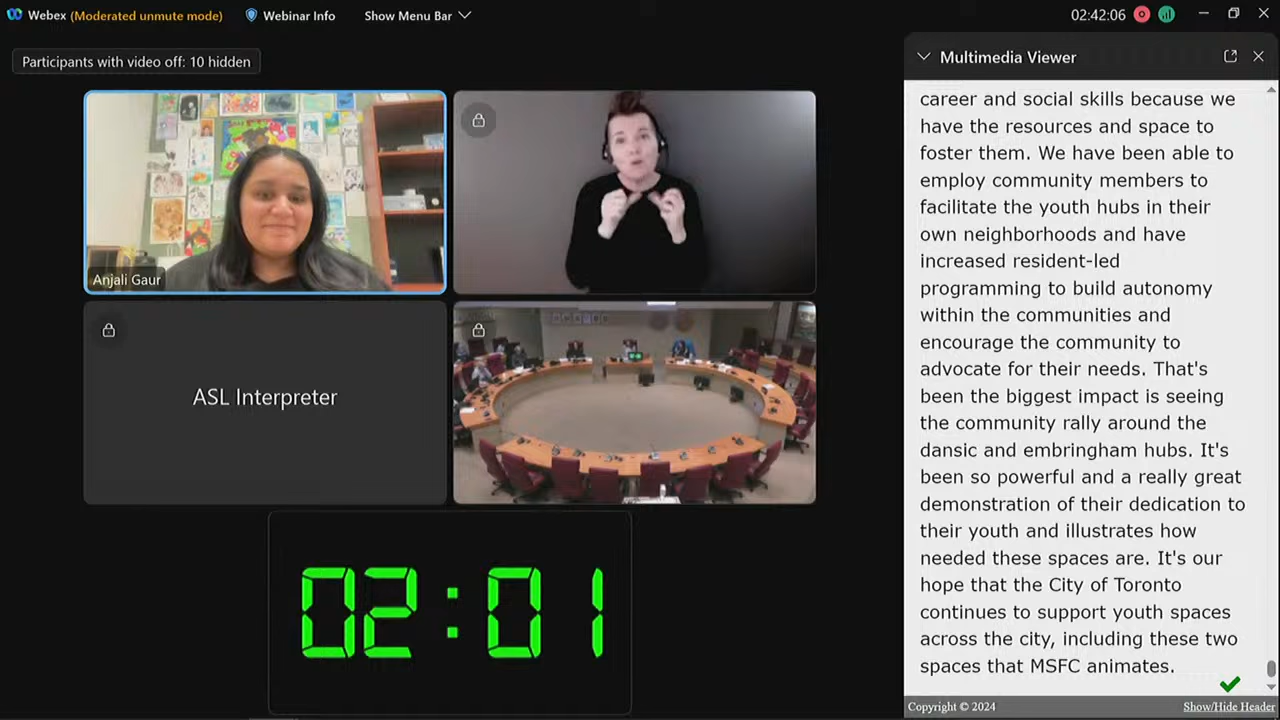 Webex (Moderated unmute mode)
Webinar Info
Show Menu Bar
02:42:06
Participants with video off: 10 hidden
Multimedia Viewer
Anjali Gaur
ASL Interpreter
02:01
career and social skills because we
have the resources and space to
foster them. We have been able to
employ community members to
facilitate the youth hubs in their
own neighborhoods and have
increased resident-led
programming to build autonomy
within the communities and
encourage the community to
advocate for their needs. That's
been the biggest impact is seeing
the community rally around the
dansic and embringham hubs. It's
been so powerful and a really great
demonstration of their dedication to
their youth and illustrates how
needed these spaces are. It's our
hope that the City of Toronto
continues to support youth spaces
across the city, including these two
spaces that MSFC animates.
Copyright © 2024
Show/Hide Header